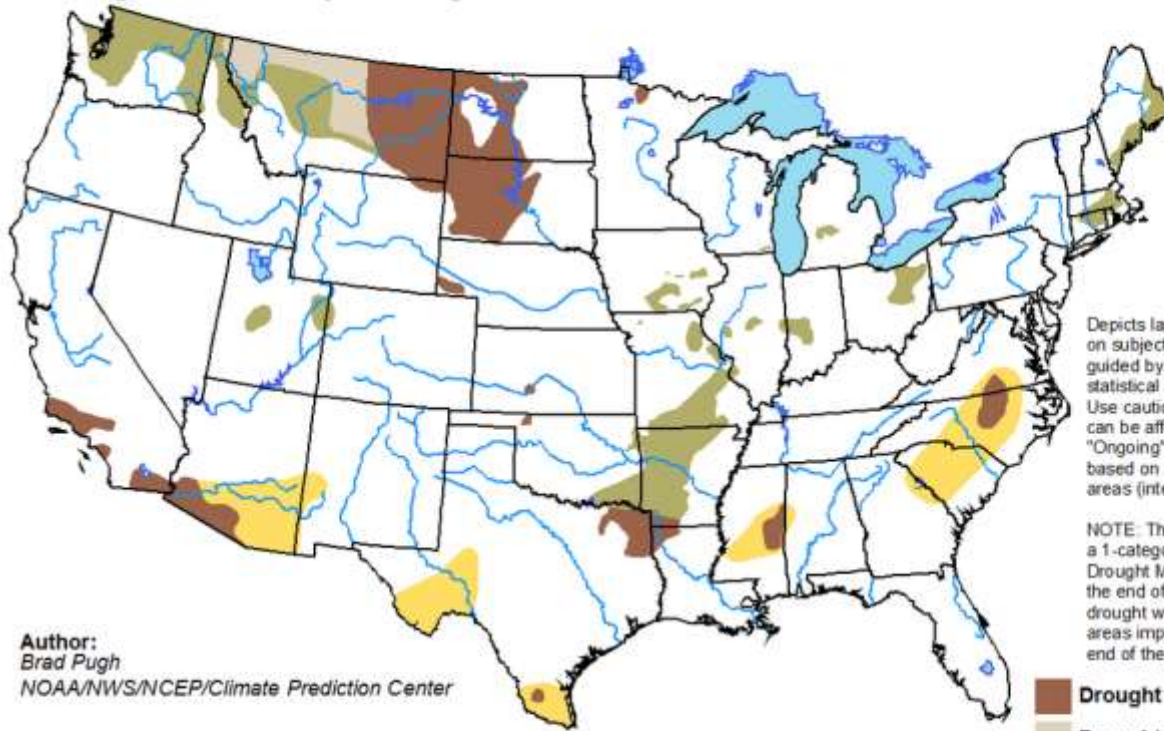 Depicts la
on subject
guided by
statistical
Use cautio
can be affe
"Ongoing"
based on
areas (inte
NOTE: Th
a 1-catego
Drought M
the end of
drought w
areas imp
end of the
Author:
Brad Pugh
NOAA/NWS/NCEP/Climate Prediction Center
Drought